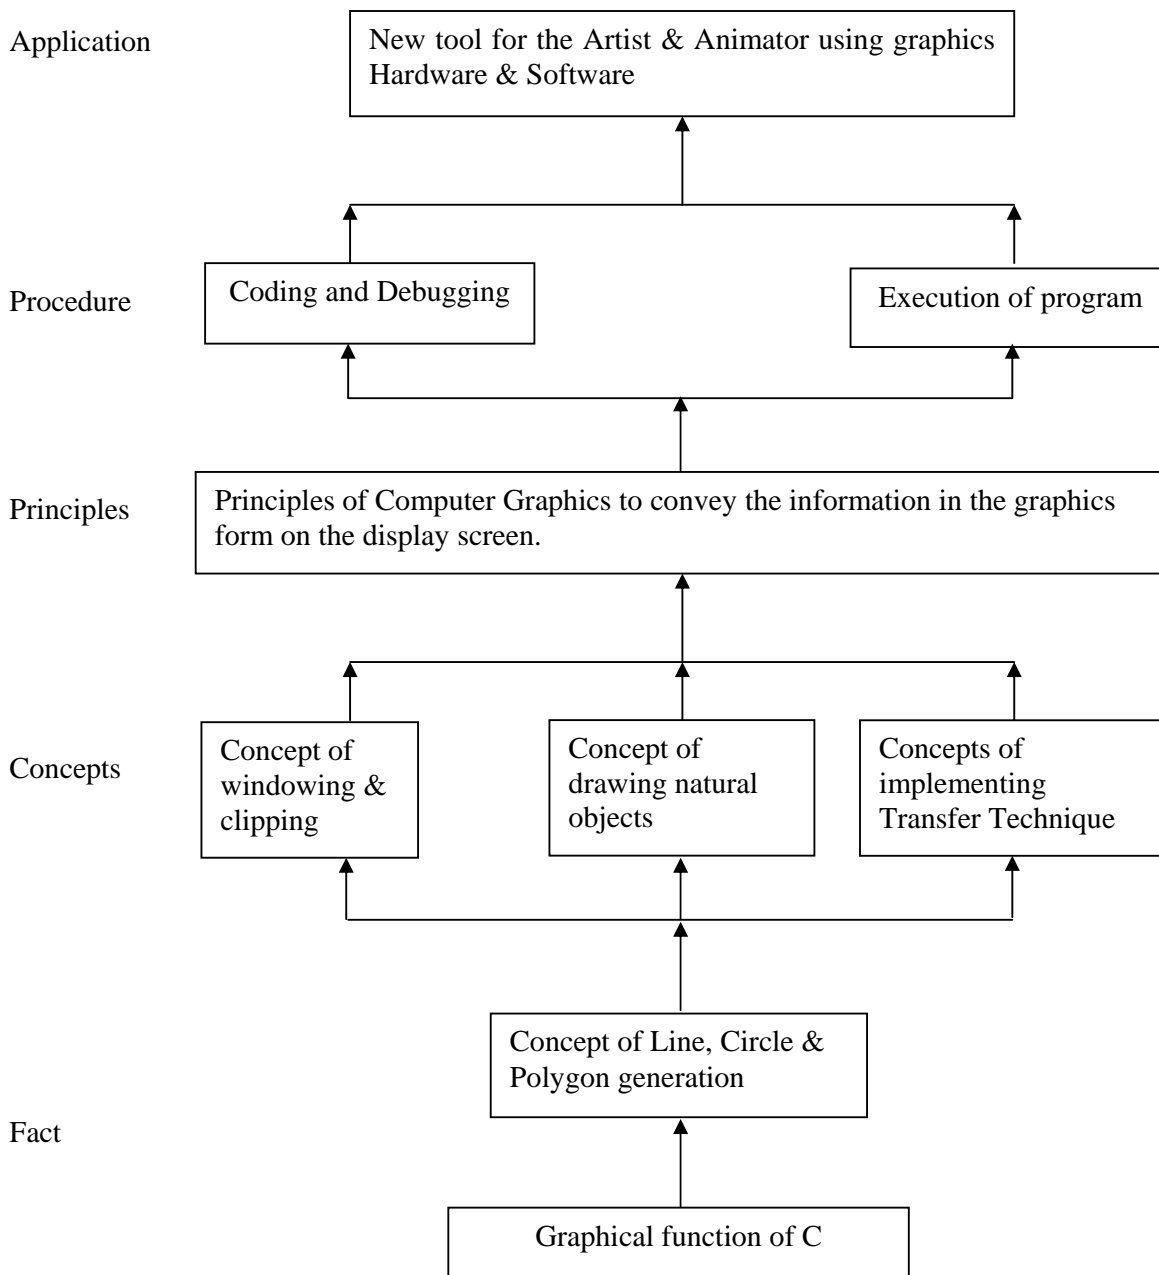 Application
New tool for the Artist & Animator using graphics
Hardware & Software
Procedure
Coding and Debugging
Execution of program
Principles
Principles of Computer Graphics to convey the information in the graphics
form on the display screen.
Concepts
Concept of
windowing &
clipping
Concept of
drawing natural
objects
Concepts of
implementing
Transfer Technique
Concept of Line, Circle &
Polygon generation
Fact
Graphical function of C